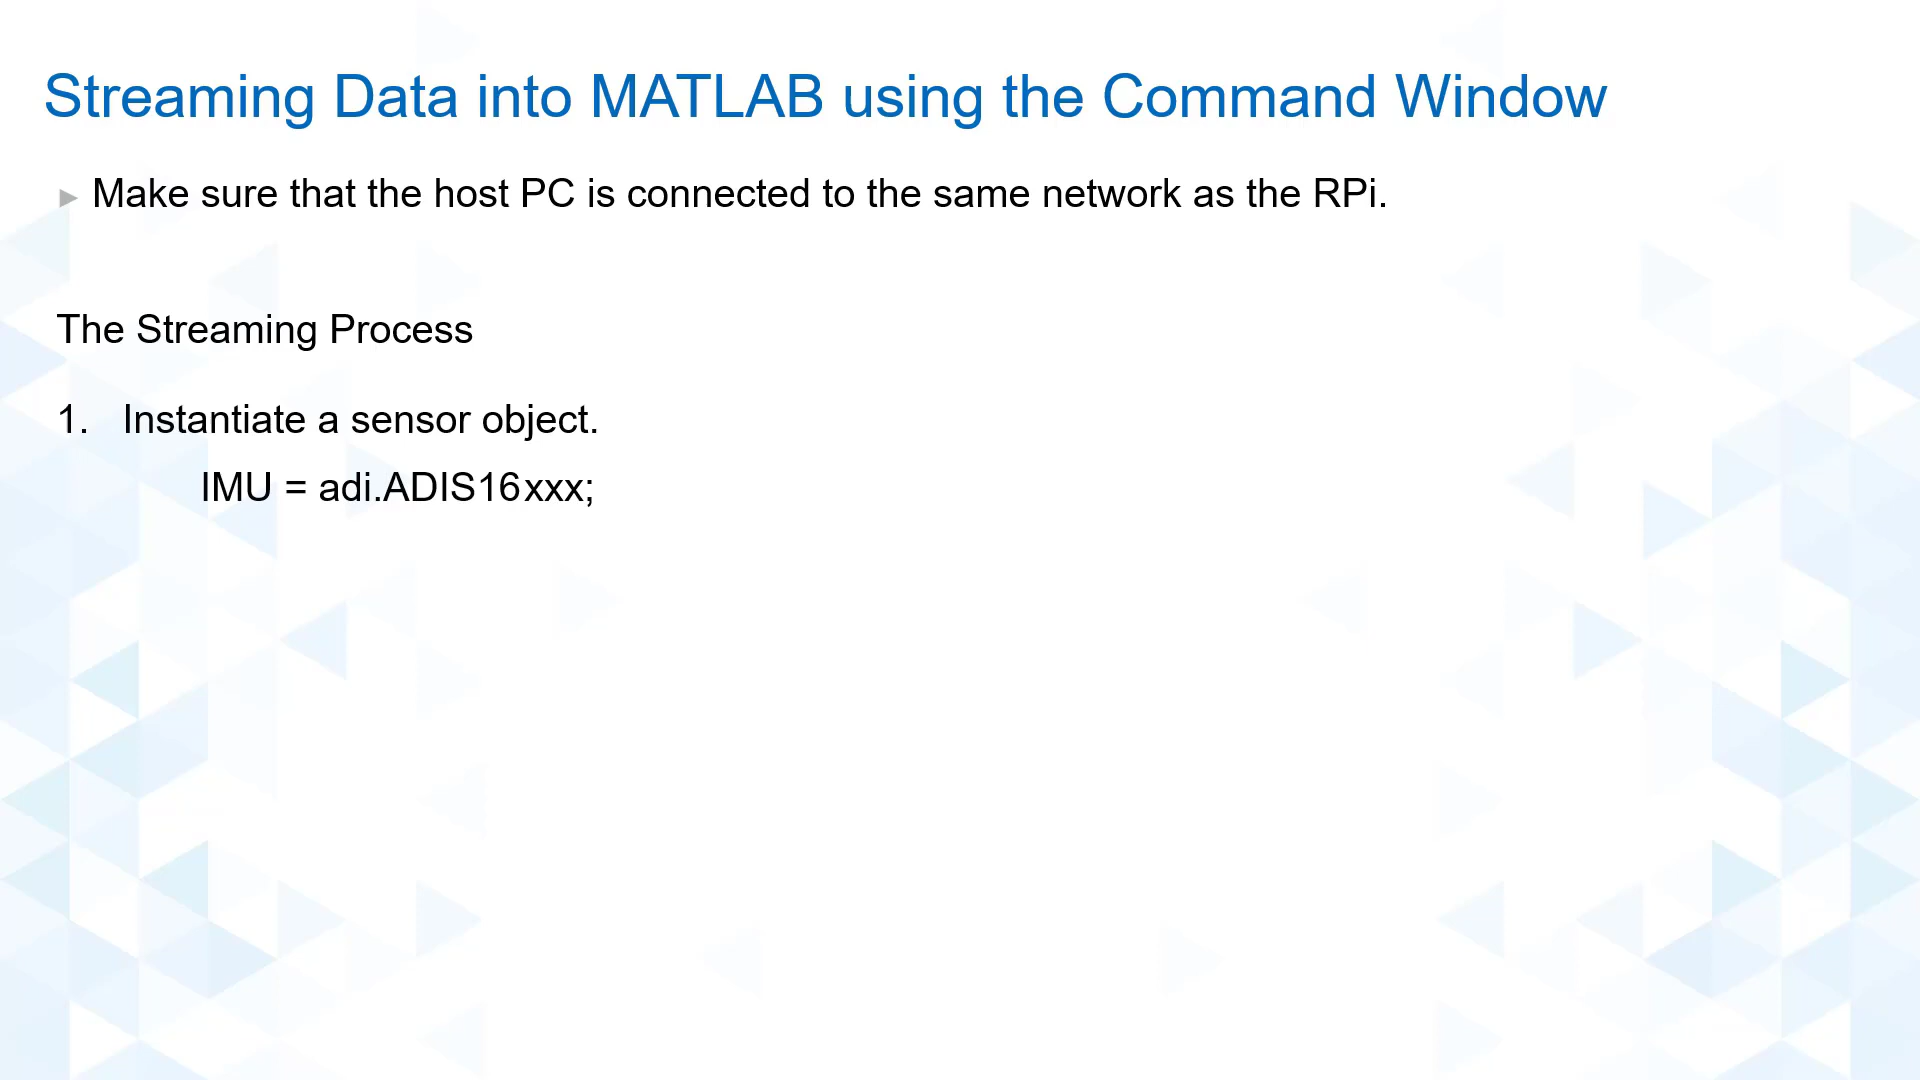 Streaming Data into MATLAB using the Command Window
Make sure that the host PC is connected to the same network as the RPi.
The Streaming Process
1. Instantiate a sensor object.
IMU = adi.ADIS16xxx;